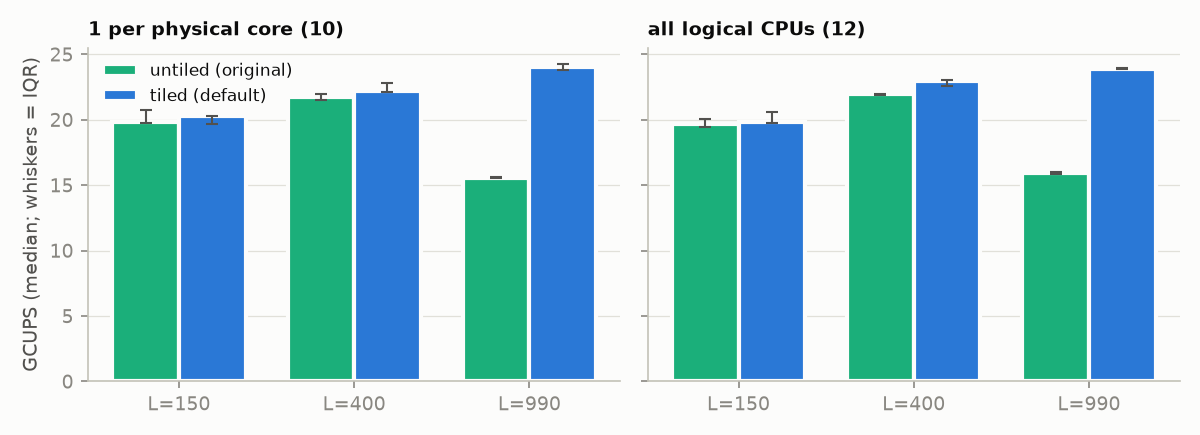 1 per physical core (10)
all logical CPUs (12)
GCUPS (median; whiskers = IQR)
25
20
15
10
5
0
untiled (original)
tiled (default)
L=150
L=400
L=990
L=150
L=400
L=990